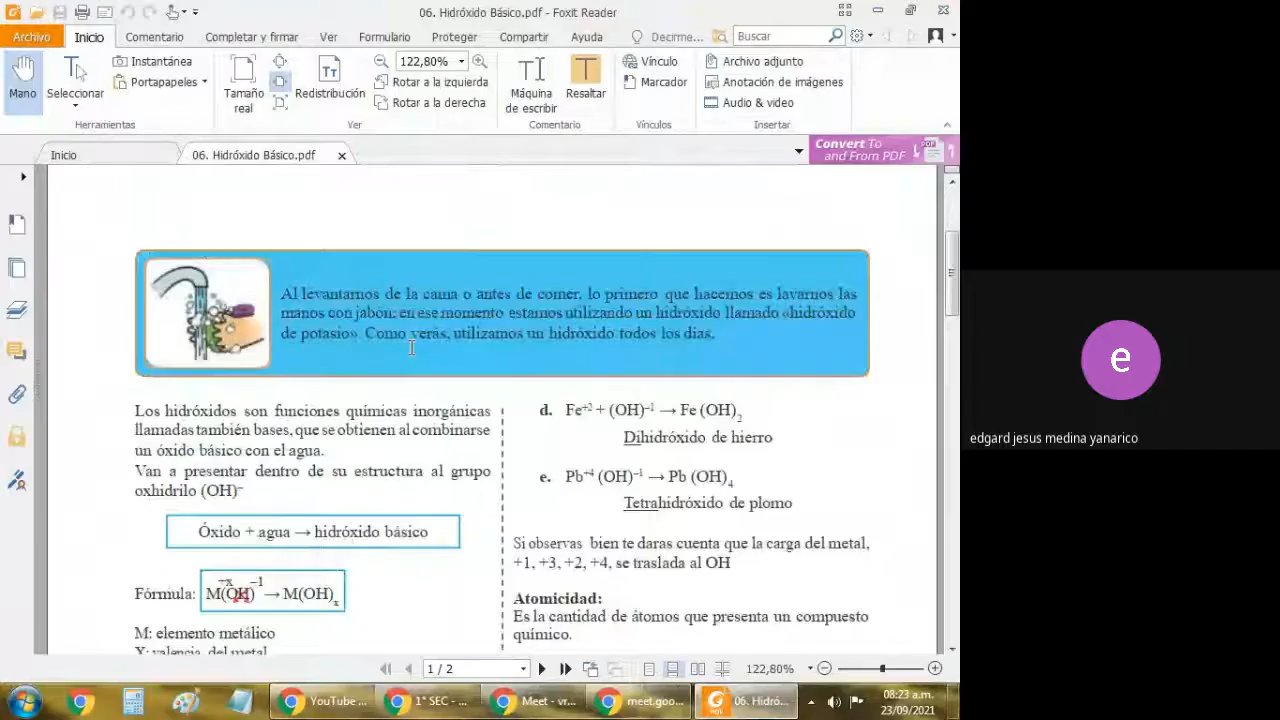 06. Hidróxido Básico.pdf - Foxit Reader
Archivo Inicio Comentario Completar y firmar Ver Formulario Proteger Compartir Ayuda Decirme... Buscar
Mano
Seleccionar
Instantánea
Portapapeles
Herramientas
Tamaño real
122,80%
Redistribución
Rotar a la izquierda
Rotar a la derecha
Ver
Máquina de escribir
Resaltar
Comentario
Vínculo
Marcador
Vínculos
Archivo adjunto
Anotación de imágenes
Audio & video
Insertar
Inicio
06. Hidróxido Básico.pdf
Convert To
and From PDF
PDF
Al levantarnos de la cama o antes de comer, lo primero que hacemos es lavarnos las
manos con jabón; en ese momento estamos utilizando un hidróxido llamado «hidróxido
de potasio». Como verás, utilizamos un hidróxido todos los días.
Los hidróxidos son funciones químicas inorgánicas
llamadas también bases, que se obtienen al combinarse
un óxido básico con el agua.
Van a presentar dentro de su estructura al grupo
oxhidrilo (OH)⁻
Óxido + agua → hidróxido básico
Fórmula: M⁺ˣ(OH)⁻¹ → M(OH)ₓ
M: elemento metálico
X: valencia del metal
d. Fe⁺² + (OH)⁻¹ → Fe (OH)₂
Dihidróxido de hierro
e. Pb⁺⁴ (OH)⁻¹ → Pb (OH)₄
Tetrahidróxido de plomo
Si observas bien te daras cuenta que la carga del metal,
+1, +3, +2, +4, se traslada al OH
Atomicidad:
Es la cantidad de átomos que presenta un compuesto
químico.
1 / 2
122,80%
YouTube ...
1° SEC - ...
Meet - vr...
meet.goo...
06. Hidró...
08:23 a.m.
23/09/2021
e
edgard jesus medina yanarico